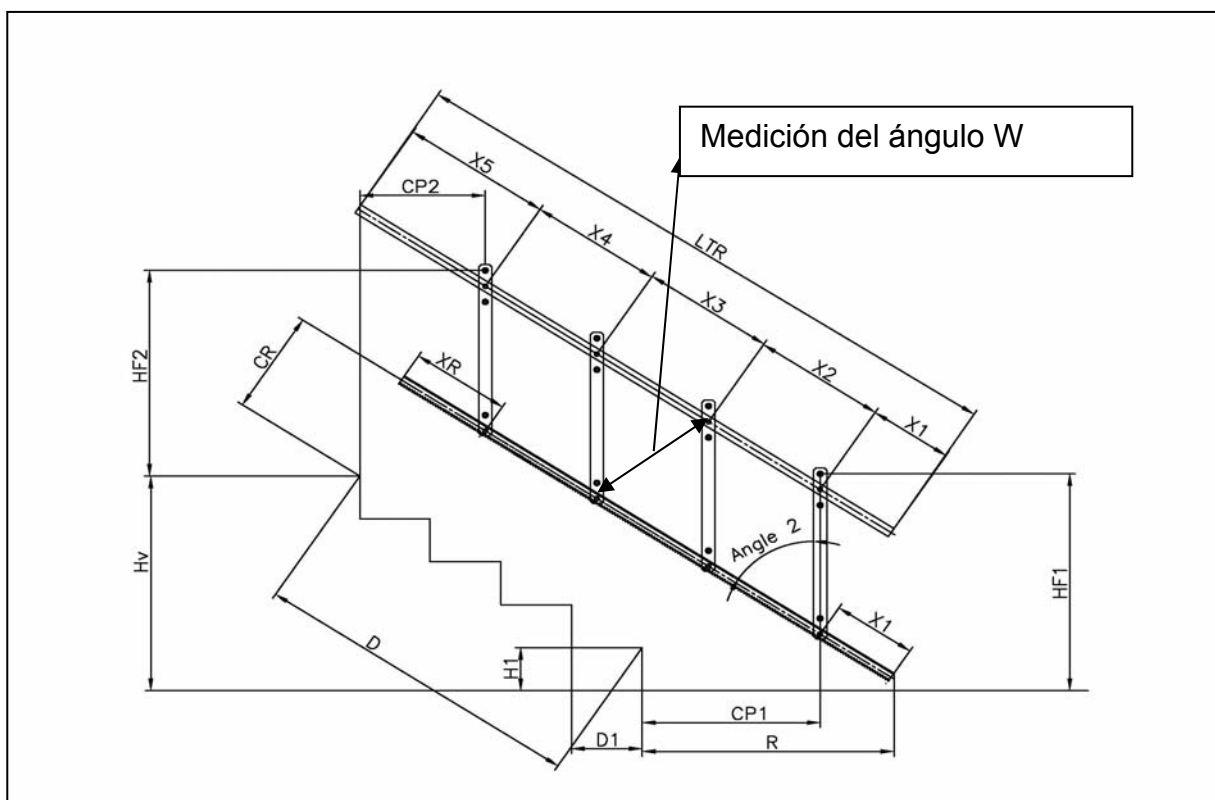 Medición del ángulo W
X5
CP2
X4
LTR
X3
HF2
CR
XR
X2
X1
Angle 2
Hv
HF1
X1
D
H1
CP1
D1
R